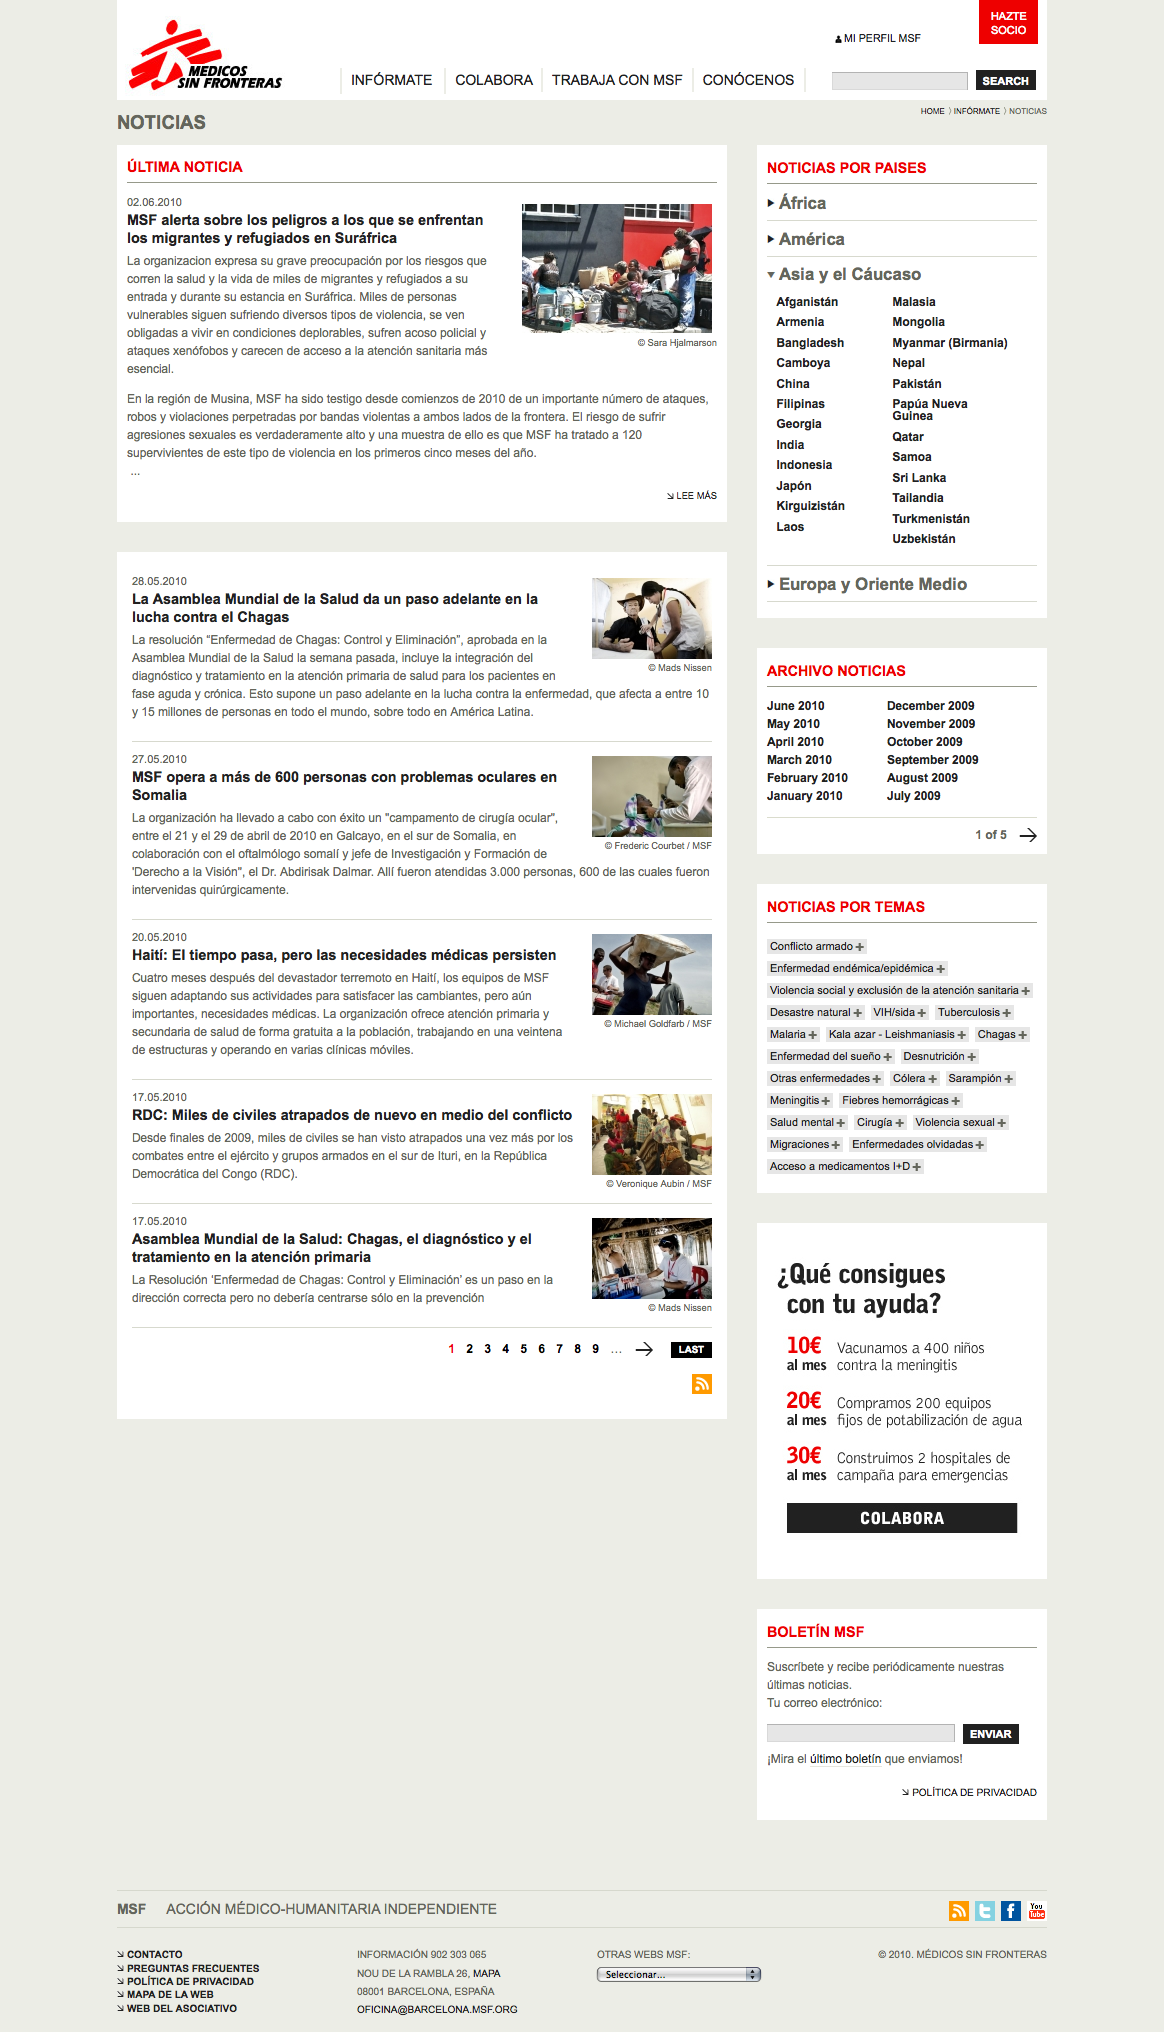 MEDICOS
SIN FRONTERAS
HAZTE
SOCIO
MI PERFIL MSF
INFÓRMATE
COLABORA
TRABAJA CON MSF
CONÓCENOS
SEARCH
HOME 〉INFÓRMATE 〉NOTICIAS
NOTICIAS
ÚLTIMA NOTICIA
02.06.2010
MSF alerta sobre los peligros a los que se enfrentan
los migrantes y refugiados en Suráfrica
La organizacion expresa su grave preocupación por los riesgos que
corren la salud y la vida de miles de migrantes y refugiados a su
entrada y durante su estancia en Suráfrica. Miles de personas
vulnerables siguen sufriendo diversos tipos de violencia, se ven
obligadas a vivir en condiciones deplorables, sufren acoso policial y
ataques xenófobos y carecen de acceso a la atención sanitaria más
esencial.
© Sara Hjalmarson
En la región de Musina, MSF ha sido testigo desde comienzos de 2010 de un importante número de ataques,
robos y violaciones perpetradas por bandas violentas a ambos lados de la frontera. El riesgo de sufrir
agresiones sexuales es verdaderamente alto y una muestra de ello es que MSF ha tratado a 120
supervivientes de este tipo de violencia en los primeros cinco meses del año.
...
LEE MÁS
28.05.2010
La Asamblea Mundial de la Salud da un paso adelante en la
lucha contra el Chagas
La resolución “Enfermedad de Chagas: Control y Eliminación”, aprobada en la
Asamblea Mundial de la Salud la semana pasada, incluye la integración del
diagnóstico y tratamiento en la atención primaria de salud para los pacientes en
fase aguda y crónica. Esto supone un paso adelante en la lucha contra la enfermedad, que afecta a entre 10
y 15 millones de personas en todo el mundo, sobre todo en América Latina.
© Mads Nissen
27.05.2010
MSF opera a más de 600 personas con problemas oculares en
Somalia
La organización ha llevado a cabo con éxito un "campamento de cirugía ocular",
entre el 21 y el 29 de abril de 2010 en Galcayo, en el sur de Somalia, en
colaboración con el oftalmólogo somalí y jefe de Investigación y Formación de
'Derecho a la Visión", el Dr. Abdirisak Dalmar. Allí fueron atendidas 3.000 personas, 600 de las cuales fueron
intervenidas quirúrgicamente.
© Frederic Courbet / MSF
20.05.2010
Haití: El tiempo pasa, pero las necesidades médicas persisten
Cuatro meses después del devastador terremoto en Haití, los equipos de MSF
siguen adaptando sus actividades para satisfacer las cambiantes, pero aún
importantes, necesidades médicas. La organización ofrece atención primaria y
secundaria de salud de forma gratuita a la población, trabajando en una veintena
de estructuras y operando en varias clínicas móviles.
© Michael Goldfarb / MSF
17.05.2010
RDC: Miles de civiles atrapados de nuevo en medio del conflicto
Desde finales de 2009, miles de civiles se han visto atrapados una vez más por los
combates entre el ejército y grupos armados en el sur de Ituri, en la República
Democrática del Congo (RDC).
© Veronique Aubin / MSF
17.05.2010
Asamblea Mundial de la Salud: Chagas, el diagnóstico y el
tratamiento en la atención primaria
La Resolución ‘Enfermedad de Chagas: Control y Eliminación’ es un paso en la
dirección correcta pero no debería centrarse sólo en la prevención
© Mads Nissen
1 2 3 4 5 6 7 8 9 ... LAST
NOTICIAS POR PAISES
África
América
Asia y el Cáucaso
Afganistán
Armenia
Bangladesh
Camboya
China
Filipinas
Georgia
India
Indonesia
Japón
Kirguizistán
Laos
Malasia
Mongolia
Myanmar (Birmania)
Nepal
Pakistán
Papúa Nueva
Guinea
Qatar
Samoa
Sri Lanka
Tailandia
Turkmenistán
Uzbekistán
Europa y Oriente Medio
ARCHIVO NOTICIAS
June 2010
May 2010
April 2010
March 2010
February 2010
January 2010
December 2009
November 2009
October 2009
September 2009
August 2009
July 2009
1 of 5
NOTICIAS POR TEMAS
Conflicto armado +
Enfermedad endémica/epidémica +
Violencia social y exclusión de la atención sanitaria +
Desastre natural + VIH/sida + Tuberculosis +
Malaria + Kala azar - Leishmaniasis + Chagas +
Enfermedad del sueño + Desnutrición +
Otras enfermedades + Cólera + Sarampión +
Meningitis + Fiebres hemorrágicas +
Salud mental + Cirugía + Violencia sexual +
Migraciones + Enfermedades olvidadas +
Acceso a medicamentos I+D +
¿Qué consigues
con tu ayuda?
10€ Vacunamos a 400 niños
al mes contra la meningitis
20€ Compramos 200 equipos
al mes fijos de potabilización de agua
30€ Construimos 2 hospitales de
al mes campaña para emergencias
COLABORA
BOLETÍN MSF
Suscríbete y recibe periódicamente nuestras
últimas noticias.
Tu correo electrónico:
ENVIAR
¡Mira el último boletín que enviamos!
POLÍTICA DE PRIVACIDAD
MSF ACCIÓN MÉDICO-HUMANITARIA INDEPENDIENTE
You
Tube
CONTACTO
PREGUNTAS FRECUENTES
POLÍTICA DE PRIVACIDAD
MAPA DE LA WEB
WEB DEL ASOCIATIVO
INFORMACIÓN 902 303 065
NOU DE LA RAMBLA 26, MAPA
08001 BARCELONA, ESPAÑA
OFICINA@BARCELONA.MSF.ORG
OTRAS WEBS MSF:
Seleccionar...
© 2010. MÉDICOS SIN FRONTERAS